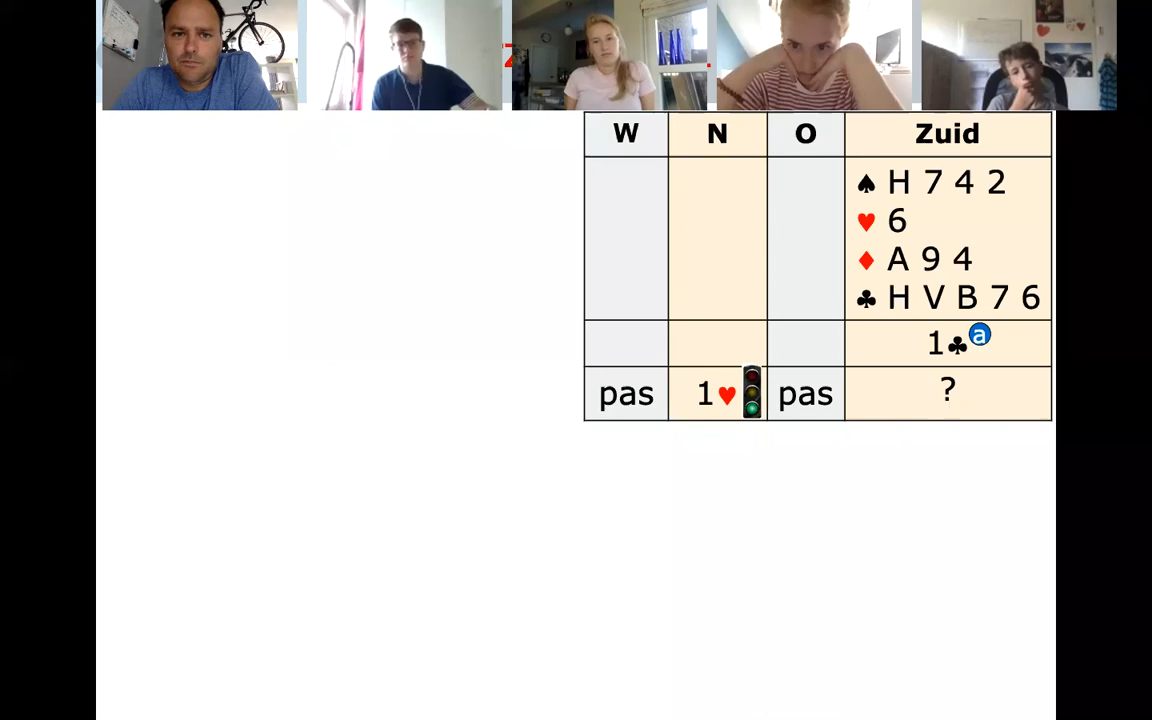 W N O Zuid
♠ H 7 4 2
♥ 6
♦ A 9 4
♣ H V B 7 6
1♣ a
pas 1♥ pas ?